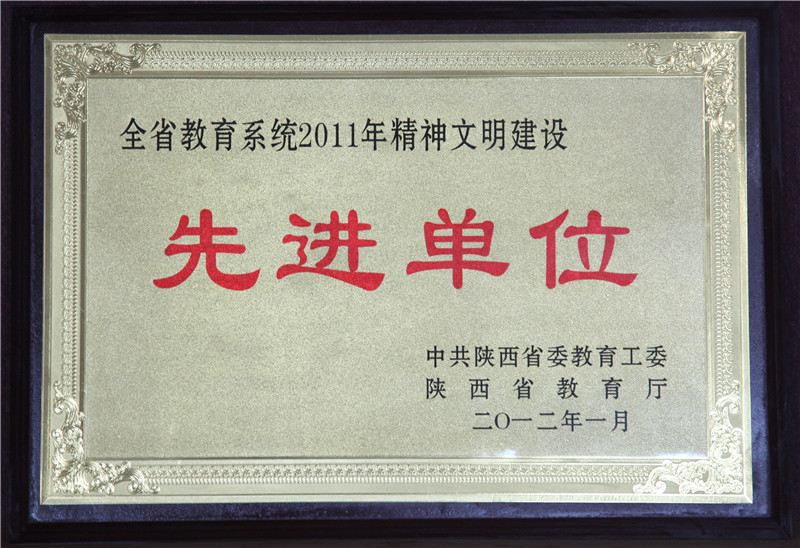 全省教育系统2011年精神文明建设
先进单位
中共陕西省委教育工委
陕西省教育厅
二〇一二年一月